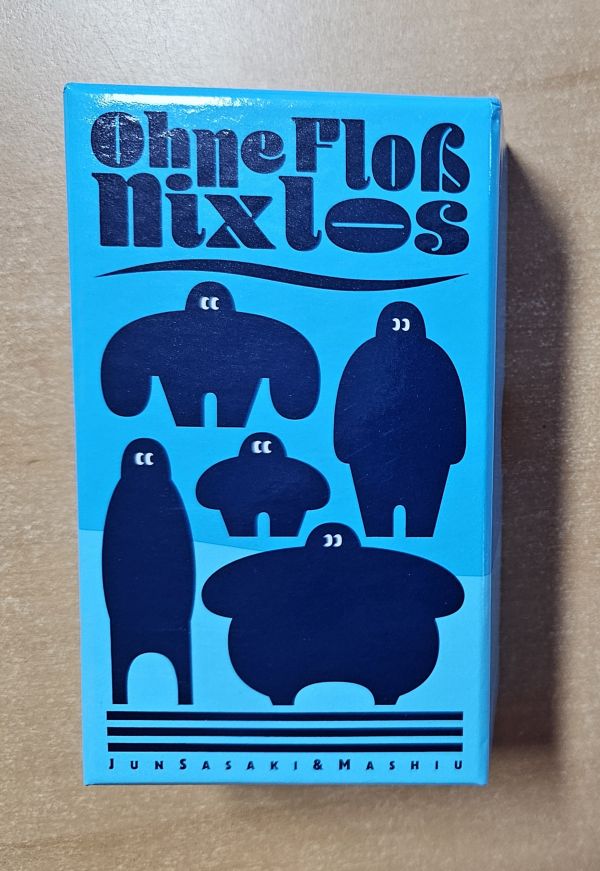 Ohne Floß
Nix los
Jun Sasaki & Mashiu